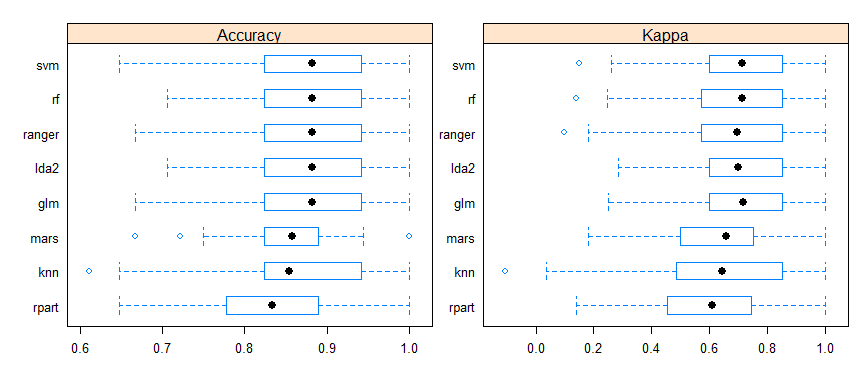 Accuracy
svm
rf
ranger
lda2
glm
mars
knn
rpart
0.6 0.7 0.8 0.9 1.0
Kappa
svm
rf
ranger
lda2
glm
mars
knn
rpart
0.0 0.2 0.4 0.6 0.8 1.0